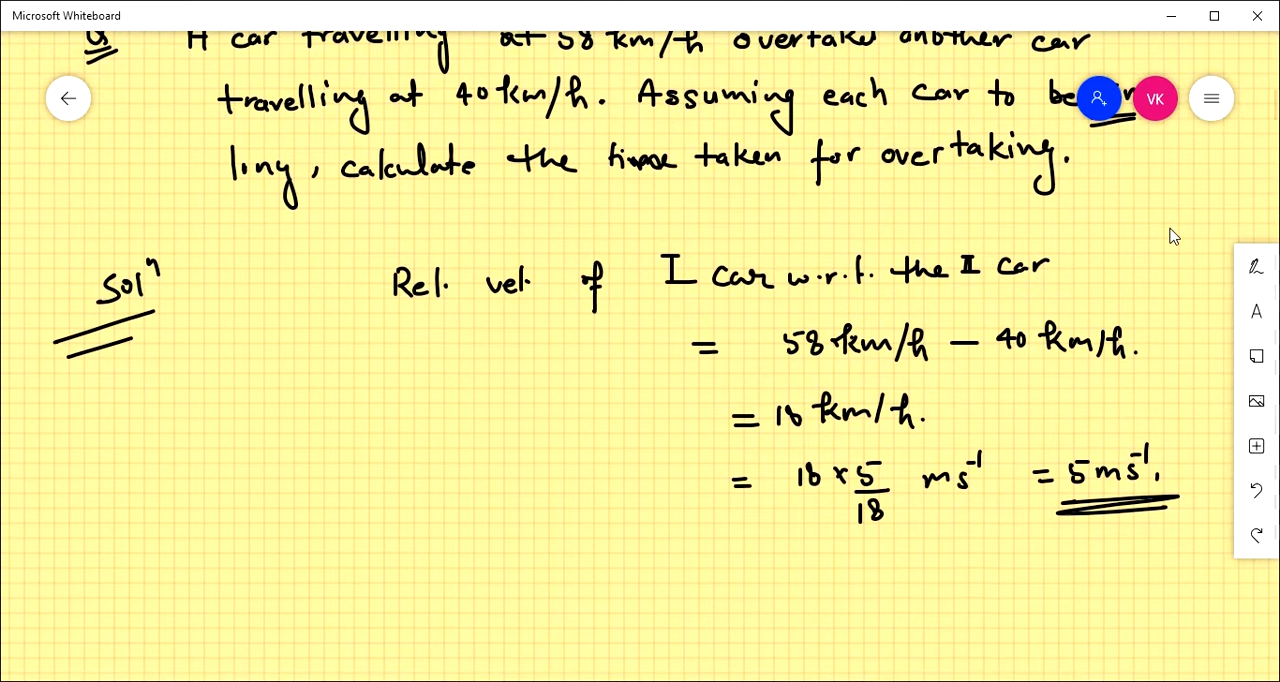 Microsoft Whiteboard
Q A car travelling at 58 km/h overtakes another car
travelling at 40 km/h. Assuming each car to be
VK
long, calculate the time taken for overtaking.
Solⁿ
Rel. vel. of I car w.r.t. the II car
= 58 km/h – 40 km/h.
= 18 km/h.
= 18 × 5/18 ms⁻¹ = 5 ms⁻¹.